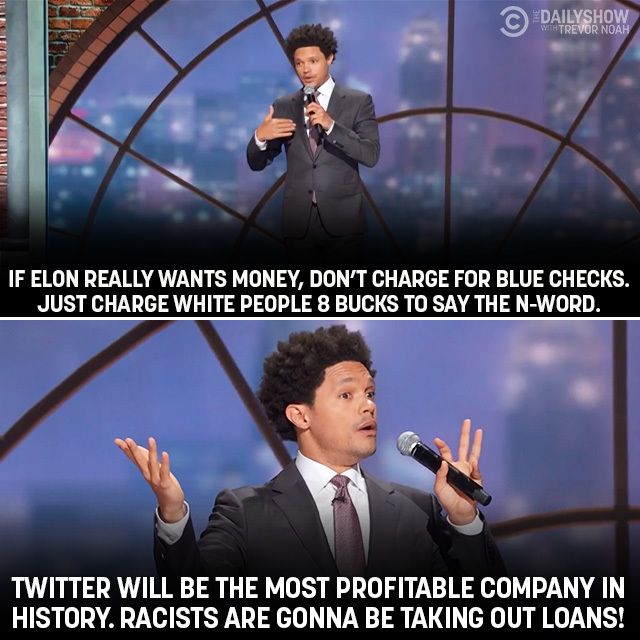 THE DAILYSHOW
WITH TREVOR NOAH
IF ELON REALLY WANTS MONEY, DON'T CHARGE FOR BLUE CHECKS.
JUST CHARGE WHITE PEOPLE 8 BUCKS TO SAY THE N-WORD.
TWITTER WILL BE THE MOST PROFITABLE COMPANY IN
HISTORY. RACISTS ARE GONNA BE TAKING OUT LOANS!